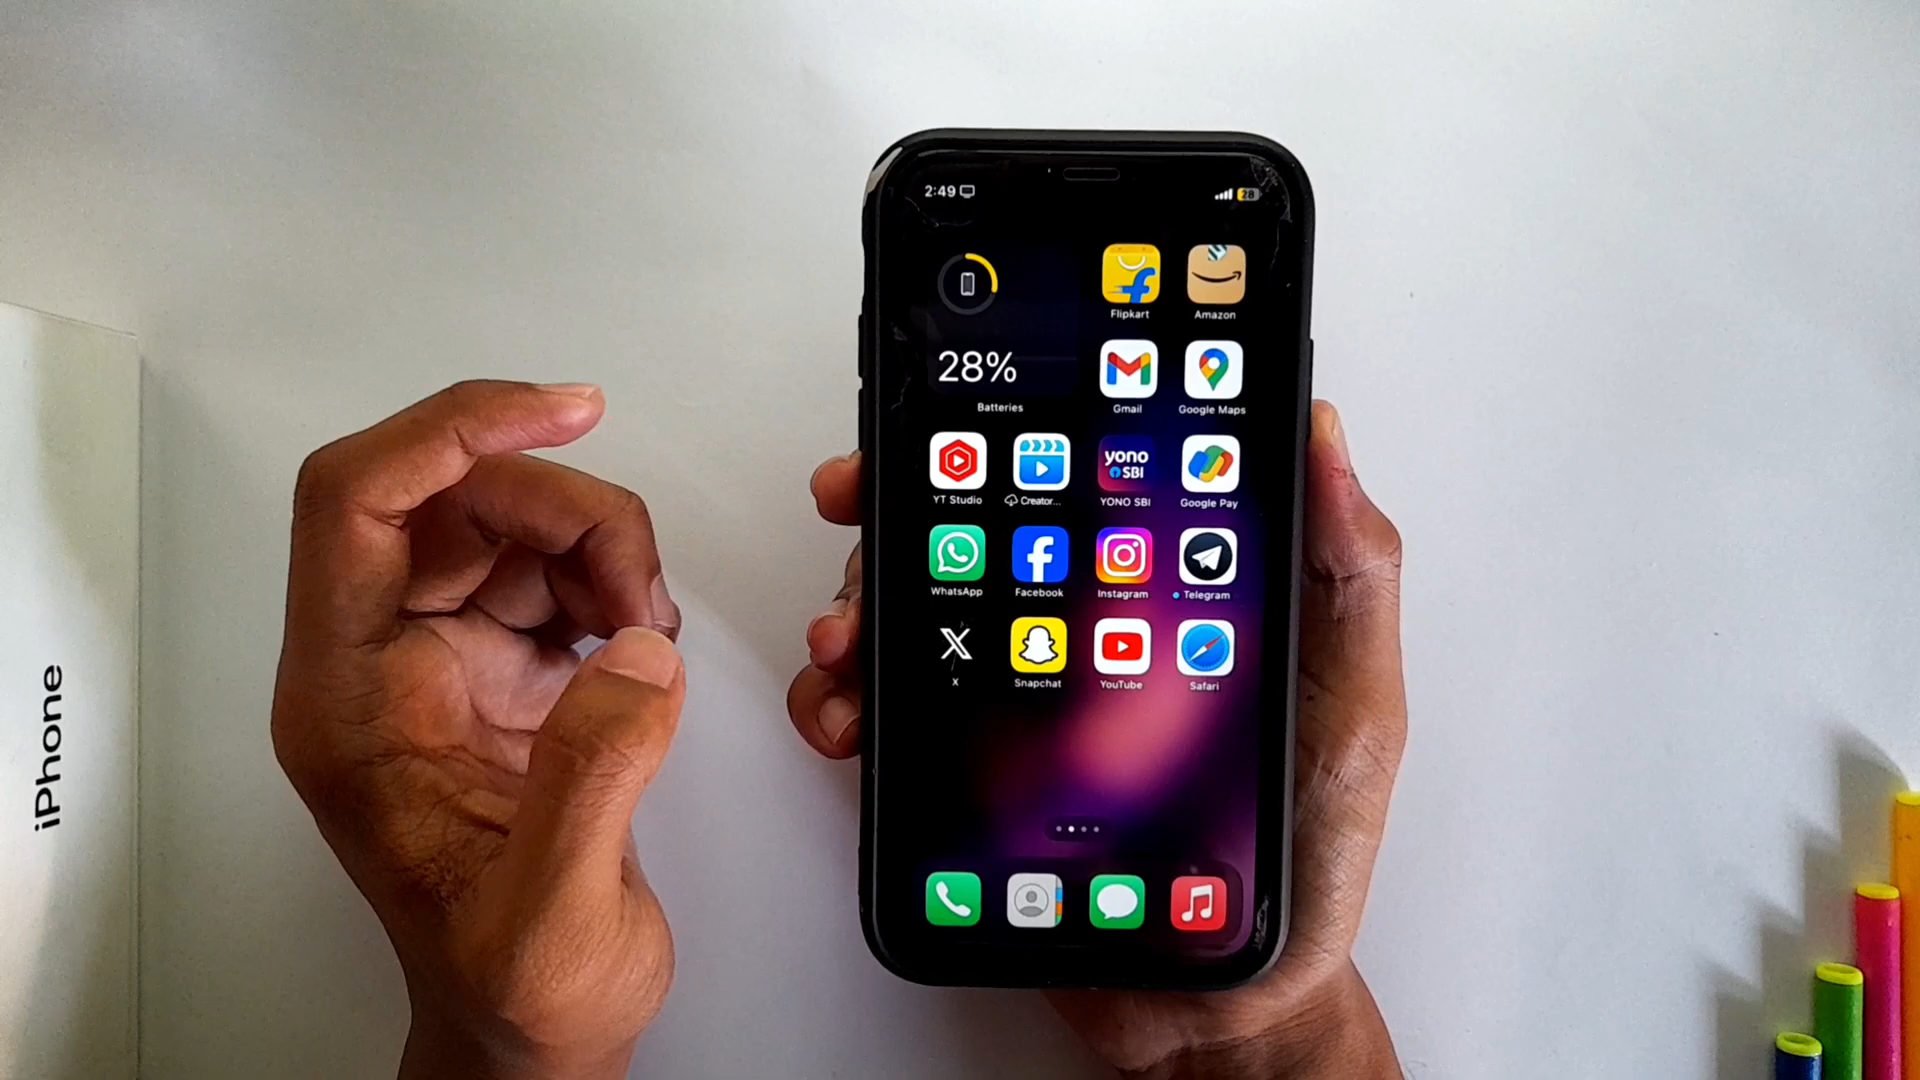 iPhone
2:49
28
Flipkart
Amazon
28%
Batteries
Gmail
Google Maps
yono
SBI
YT Studio
Creator...
YONO SBI
Google Pay
WhatsApp
Facebook
Instagram
Telegram
X
Snapchat
YouTube
Safari